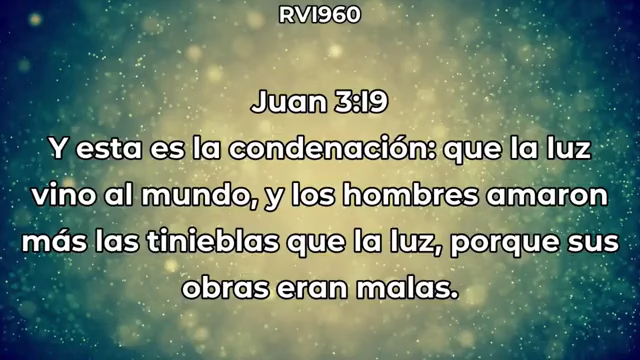 RV1960
Juan 3:19
Y esta es la condenación: que la luz
vino al mundo, y los hombres amaron
más las tinieblas que la luz, porque sus
obras eran malas.